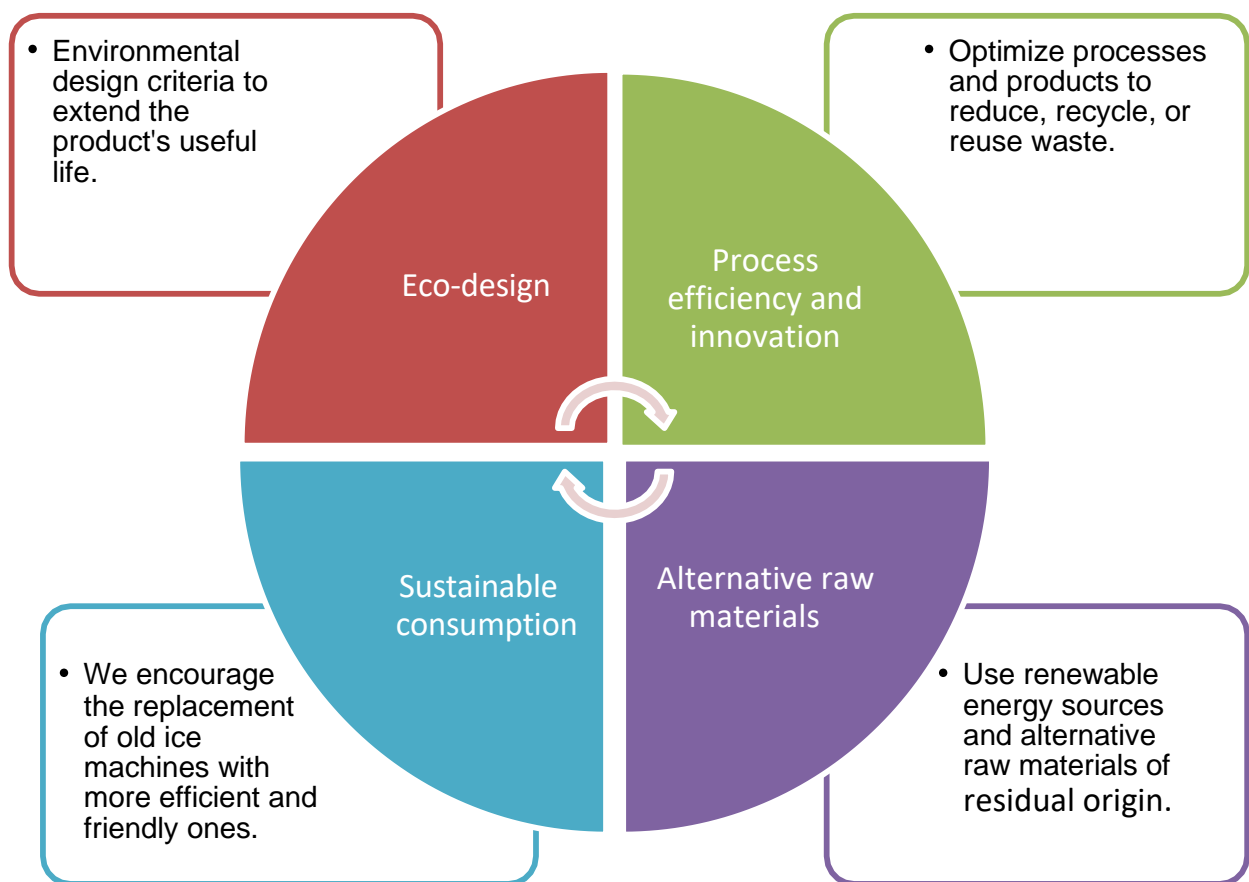 • Environmental
design criteria to
extend the
product's useful
life.
• Optimize processes
and products to
reduce, recycle, or
reuse waste.
Eco-design
Process
efficiency and
innovation
Sustainable
consumption
Alternative raw
materials
• We encourage
the replacement
of old ice
machines with
more efficient and
friendly ones.
• Use renewable
energy sources
and alternative
raw materials of
residual origin.